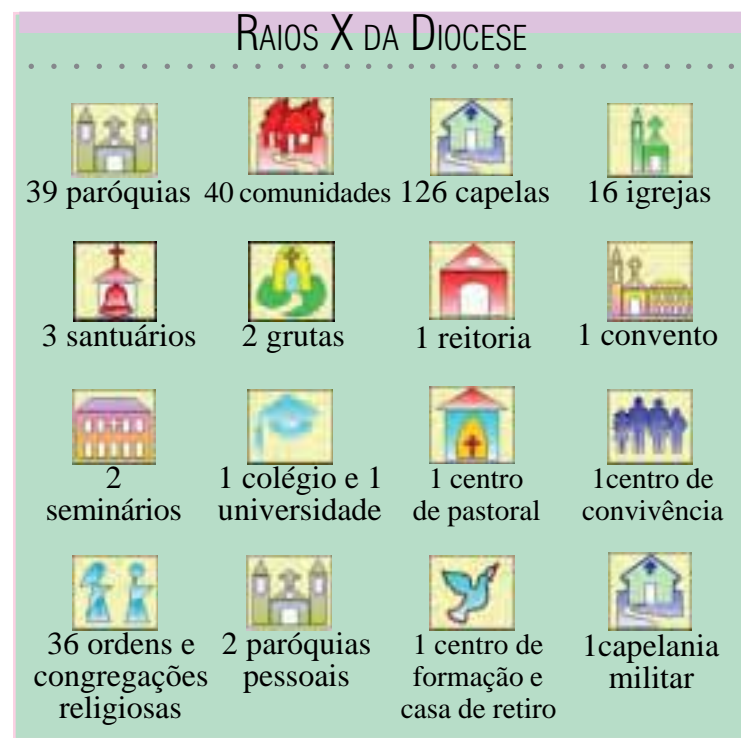 RAIOS X DA DIOCESE
39 paróquias
40 comunidades
126 capelas
16 igrejas
3 santuários
2 grutas
1 reitoria
1 convento
2
seminários
1 colégio e 1
universidade
1 centro
de pastoral
1centro de
convivência
36 ordens e
congregações
religiosas
2 paróquias
pessoais
1 centro de
formação e
casa de retiro
1capelania
militar